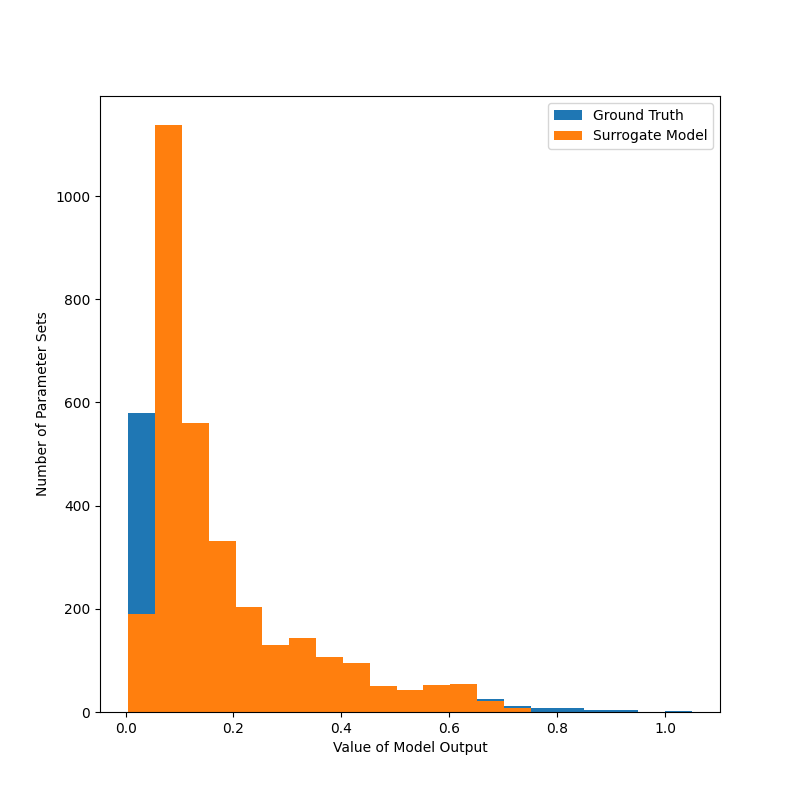 Ground Truth
Surrogate Model
Number of Parameter Sets
1000
800
600
400
200
0
0.0 0.2 0.4 0.6 0.8 1.0
Value of Model Output